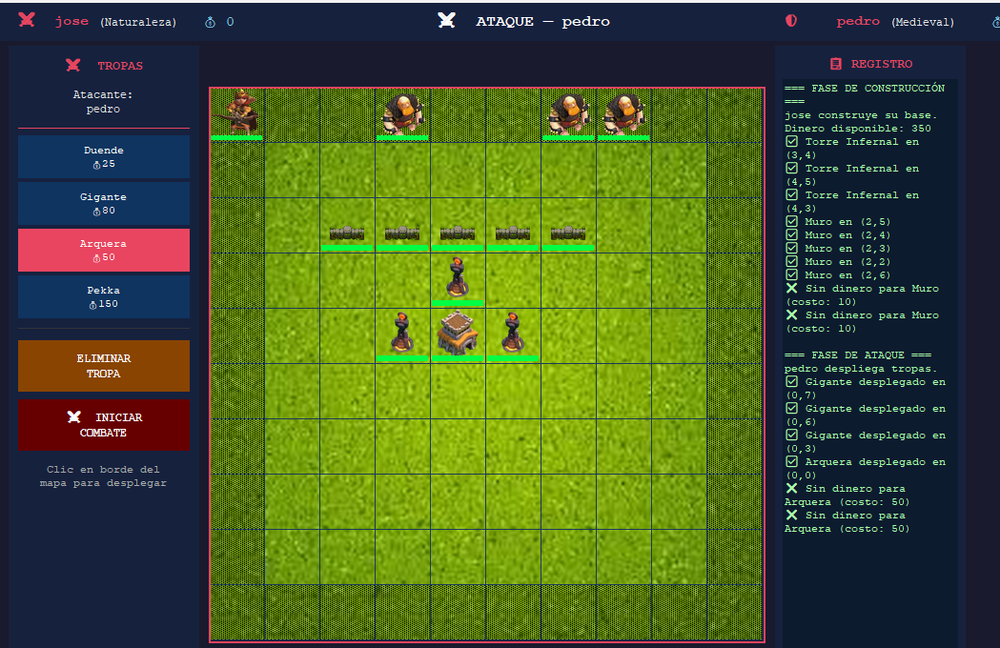 jose (Naturaleza) 0
ATAQUE — pedro
pedro (Medieval)
TROPAS
Atacante:
pedro
Duende
25
Gigante
80
Arquera
50
Pekka
150
ELIMINAR
TROPA
INICIAR
COMBATE
Clic en borde del
mapa para desplegar
REGISTRO
=== FASE DE CONSTRUCCIÓN
===
jose construye su base.
Dinero disponible: 350
Torre Infernal en
(3,4)
Torre Infernal en
(4,5)
Torre Infernal en
(4,3)
Muro en (2,5)
Muro en (2,4)
Muro en (2,3)
Muro en (2,2)
Muro en (2,6)
Sin dinero para Muro
(costo: 10)
Sin dinero para Muro
(costo: 10)
=== FASE DE ATAQUE ===
pedro despliega tropas.
Gigante desplegado en
(0,7)
Gigante desplegado en
(0,6)
Gigante desplegado en
(0,3)
Arquera desplegado en
(0,0)
Sin dinero para
Arquera (costo: 50)
Sin dinero para
Arquera (costo: 50)